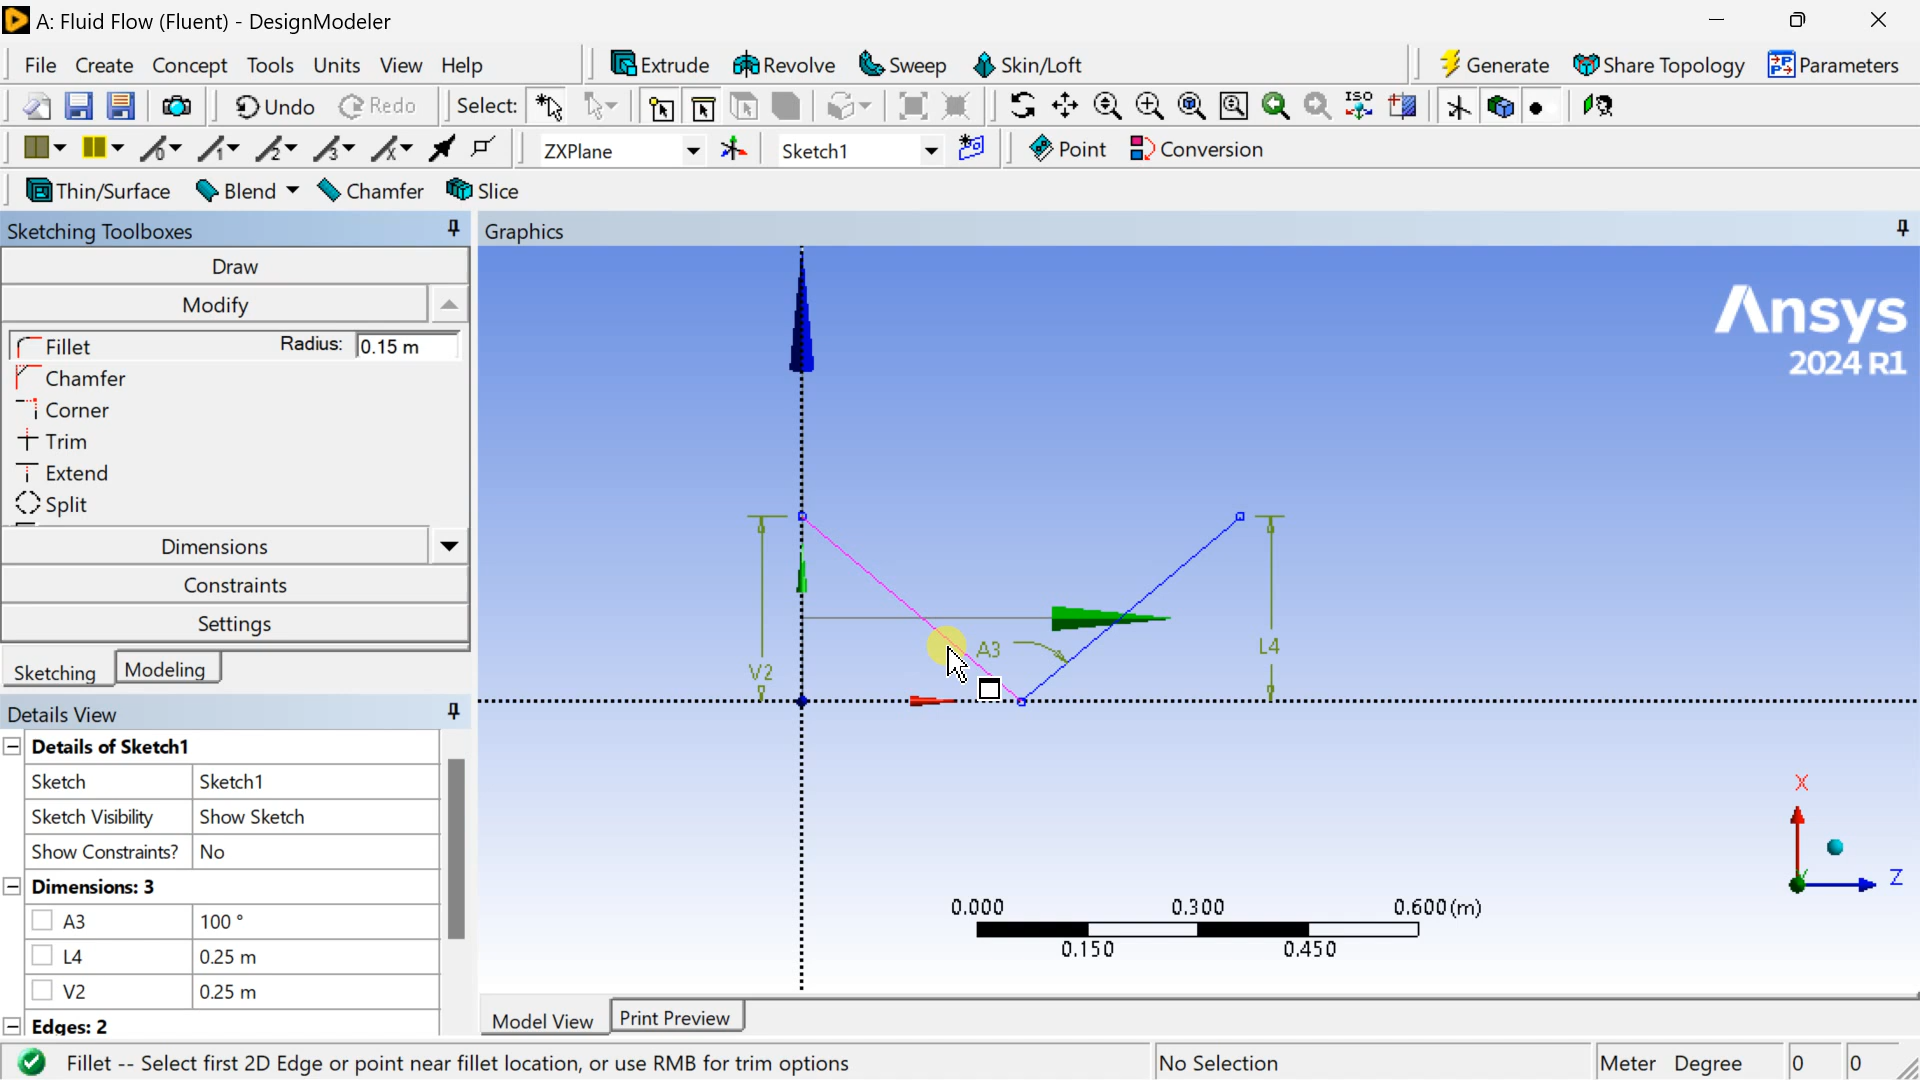 A: Fluid Flow (Fluent) - DesignModeler
File Create Concept Tools Units View Help
Extrude Revolve Sweep Skin/Loft
Generate Share Topology Parameters
Undo Redo Select: ISO
ZXPlane Sketch1 Point Conversion
Thin/Surface Blend Chamfer Slice
Sketching Toolboxes
Draw
Modify
Fillet Radius: 0.15 m
Chamfer
Corner
Trim
Extend
Split
Dimensions
Constraints
Settings
Sketching Modeling
Details View
Details of Sketch1
Sketch Sketch1
Sketch Visibility Show Sketch
Show Constraints? No
Dimensions: 3
A3 100 °
L4 0.25 m
V2 0.25 m
Edges: 2
Graphics
Ansys
2024 R1
A3
L4
V2
X
Y
Z
0.000 0.300 0.600(m)
0.150 0.450
Model View Print Preview
Fillet -- Select first 2D Edge or point near fillet location, or use RMB for trim options
No Selection
Meter Degree 0 0